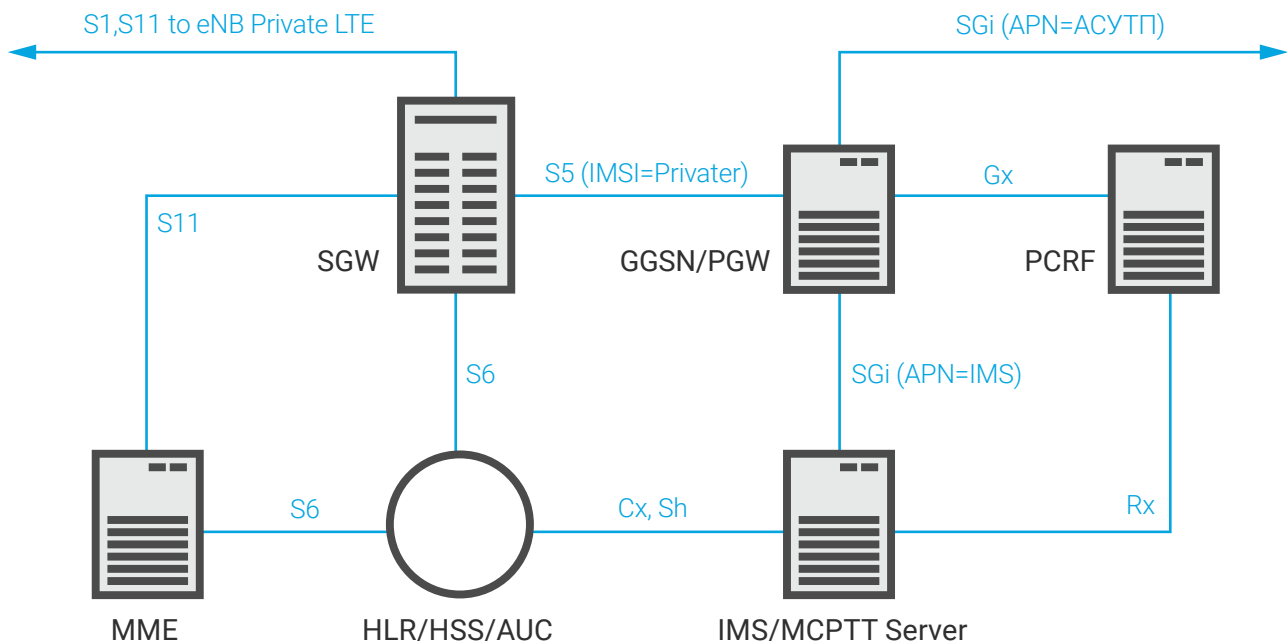 S1,S11 to eNB Private LTE
SGi (APN=АСУТП)
S5 (IMSI=Privater)
Gx
S11
SGW
GGSN/PGW
PCRF
S6
SGi (APN=IMS)
S6
Cx, Sh
Rx
MME
HLR/HSS/AUC
IMS/MCPTT Server